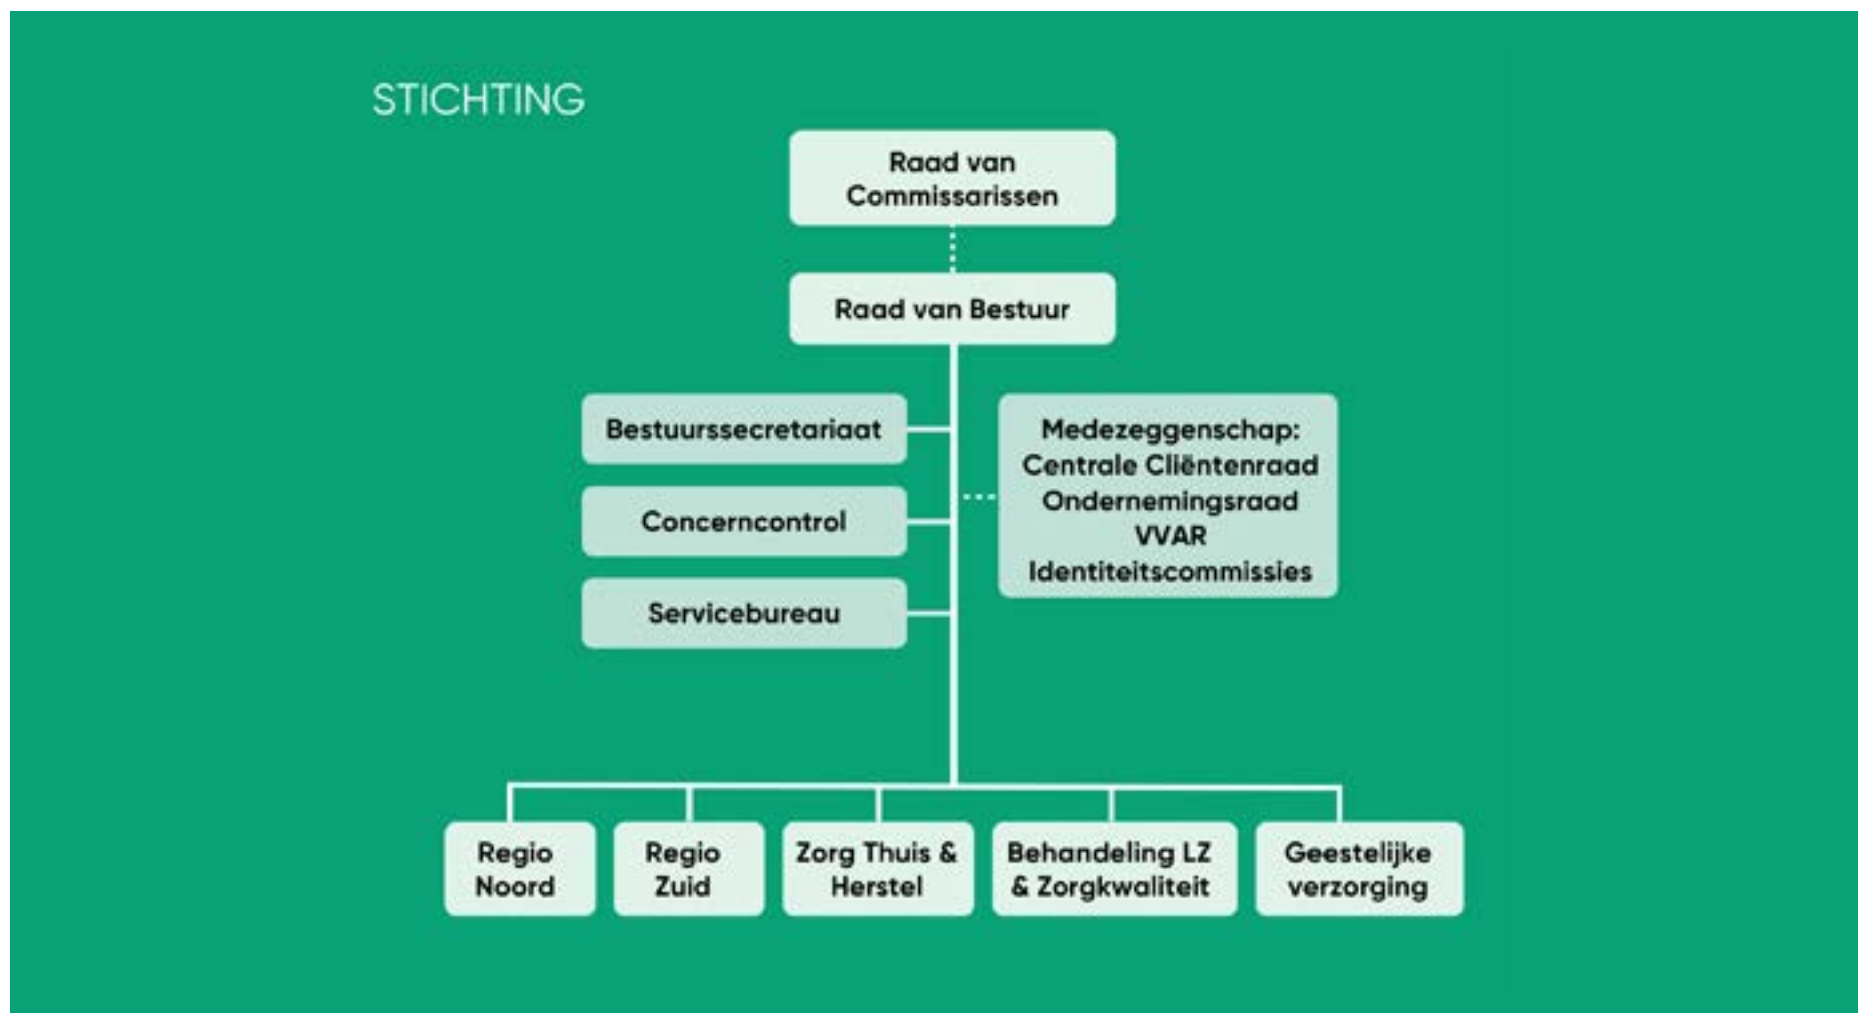 STICHTING
Raad van
Commissarissen
Raad van Bestuur
Bestuurssecretariaat
Concerncontrol
Servicebureau
Medezeggenschap:
Centrale Cliëntenraad
Ondernemingsraad
VVAR
Identiteitscommissies
Regio
Noord
Regio
Zuid
Zorg Thuis &
Herstel
Behandeling LZ
& Zorgkwaliteit
Geestelijke
verzorging